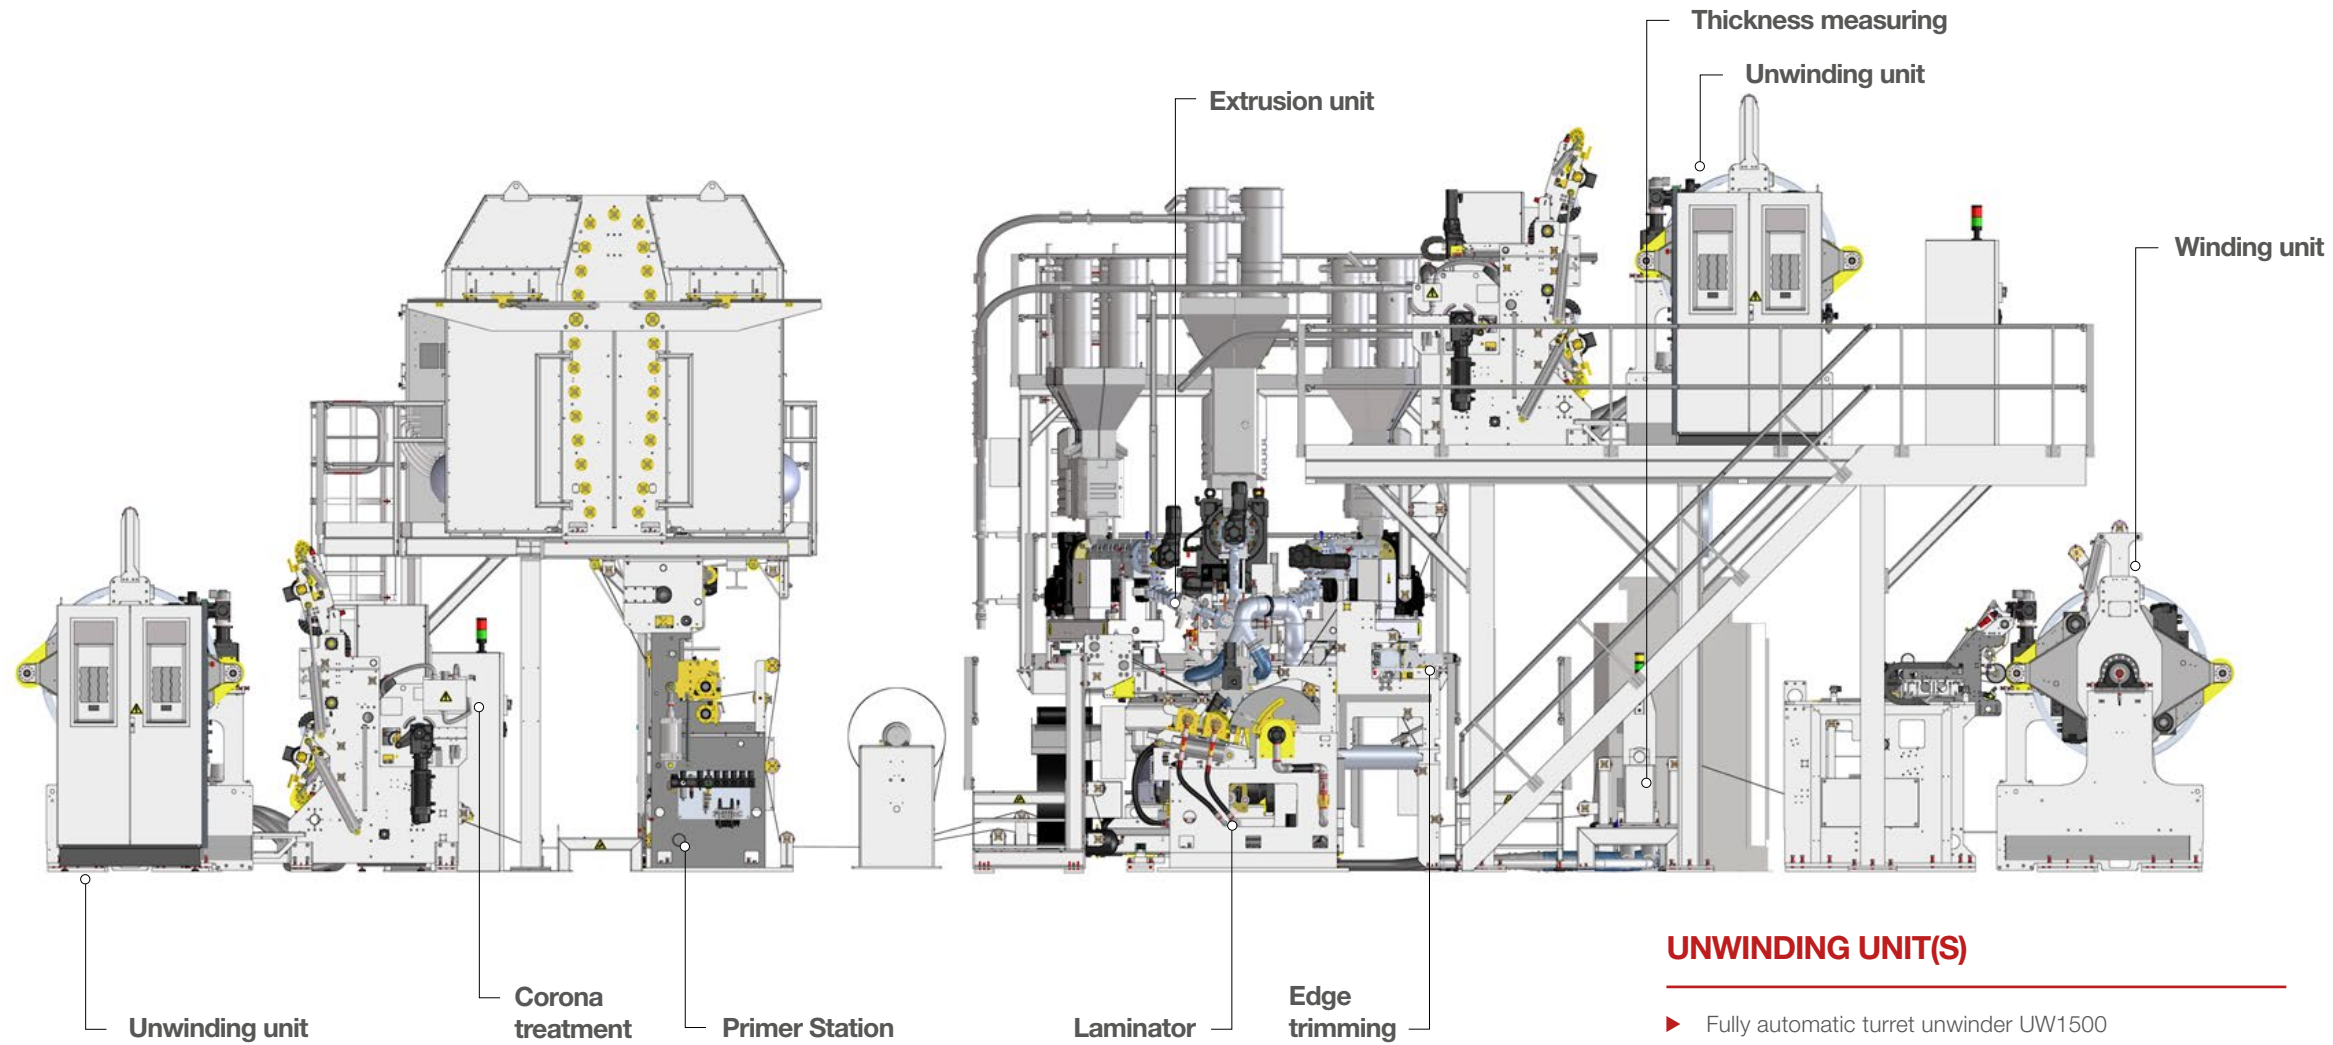 Thickness measuring
Unwinding unit
Extrusion unit
Winding unit
UNWINDING UNIT(S)
Corona
treatment
Edge
trimming
Unwinding unit
Primer Station
Laminator
Fully automatic turret unwinder UW1500